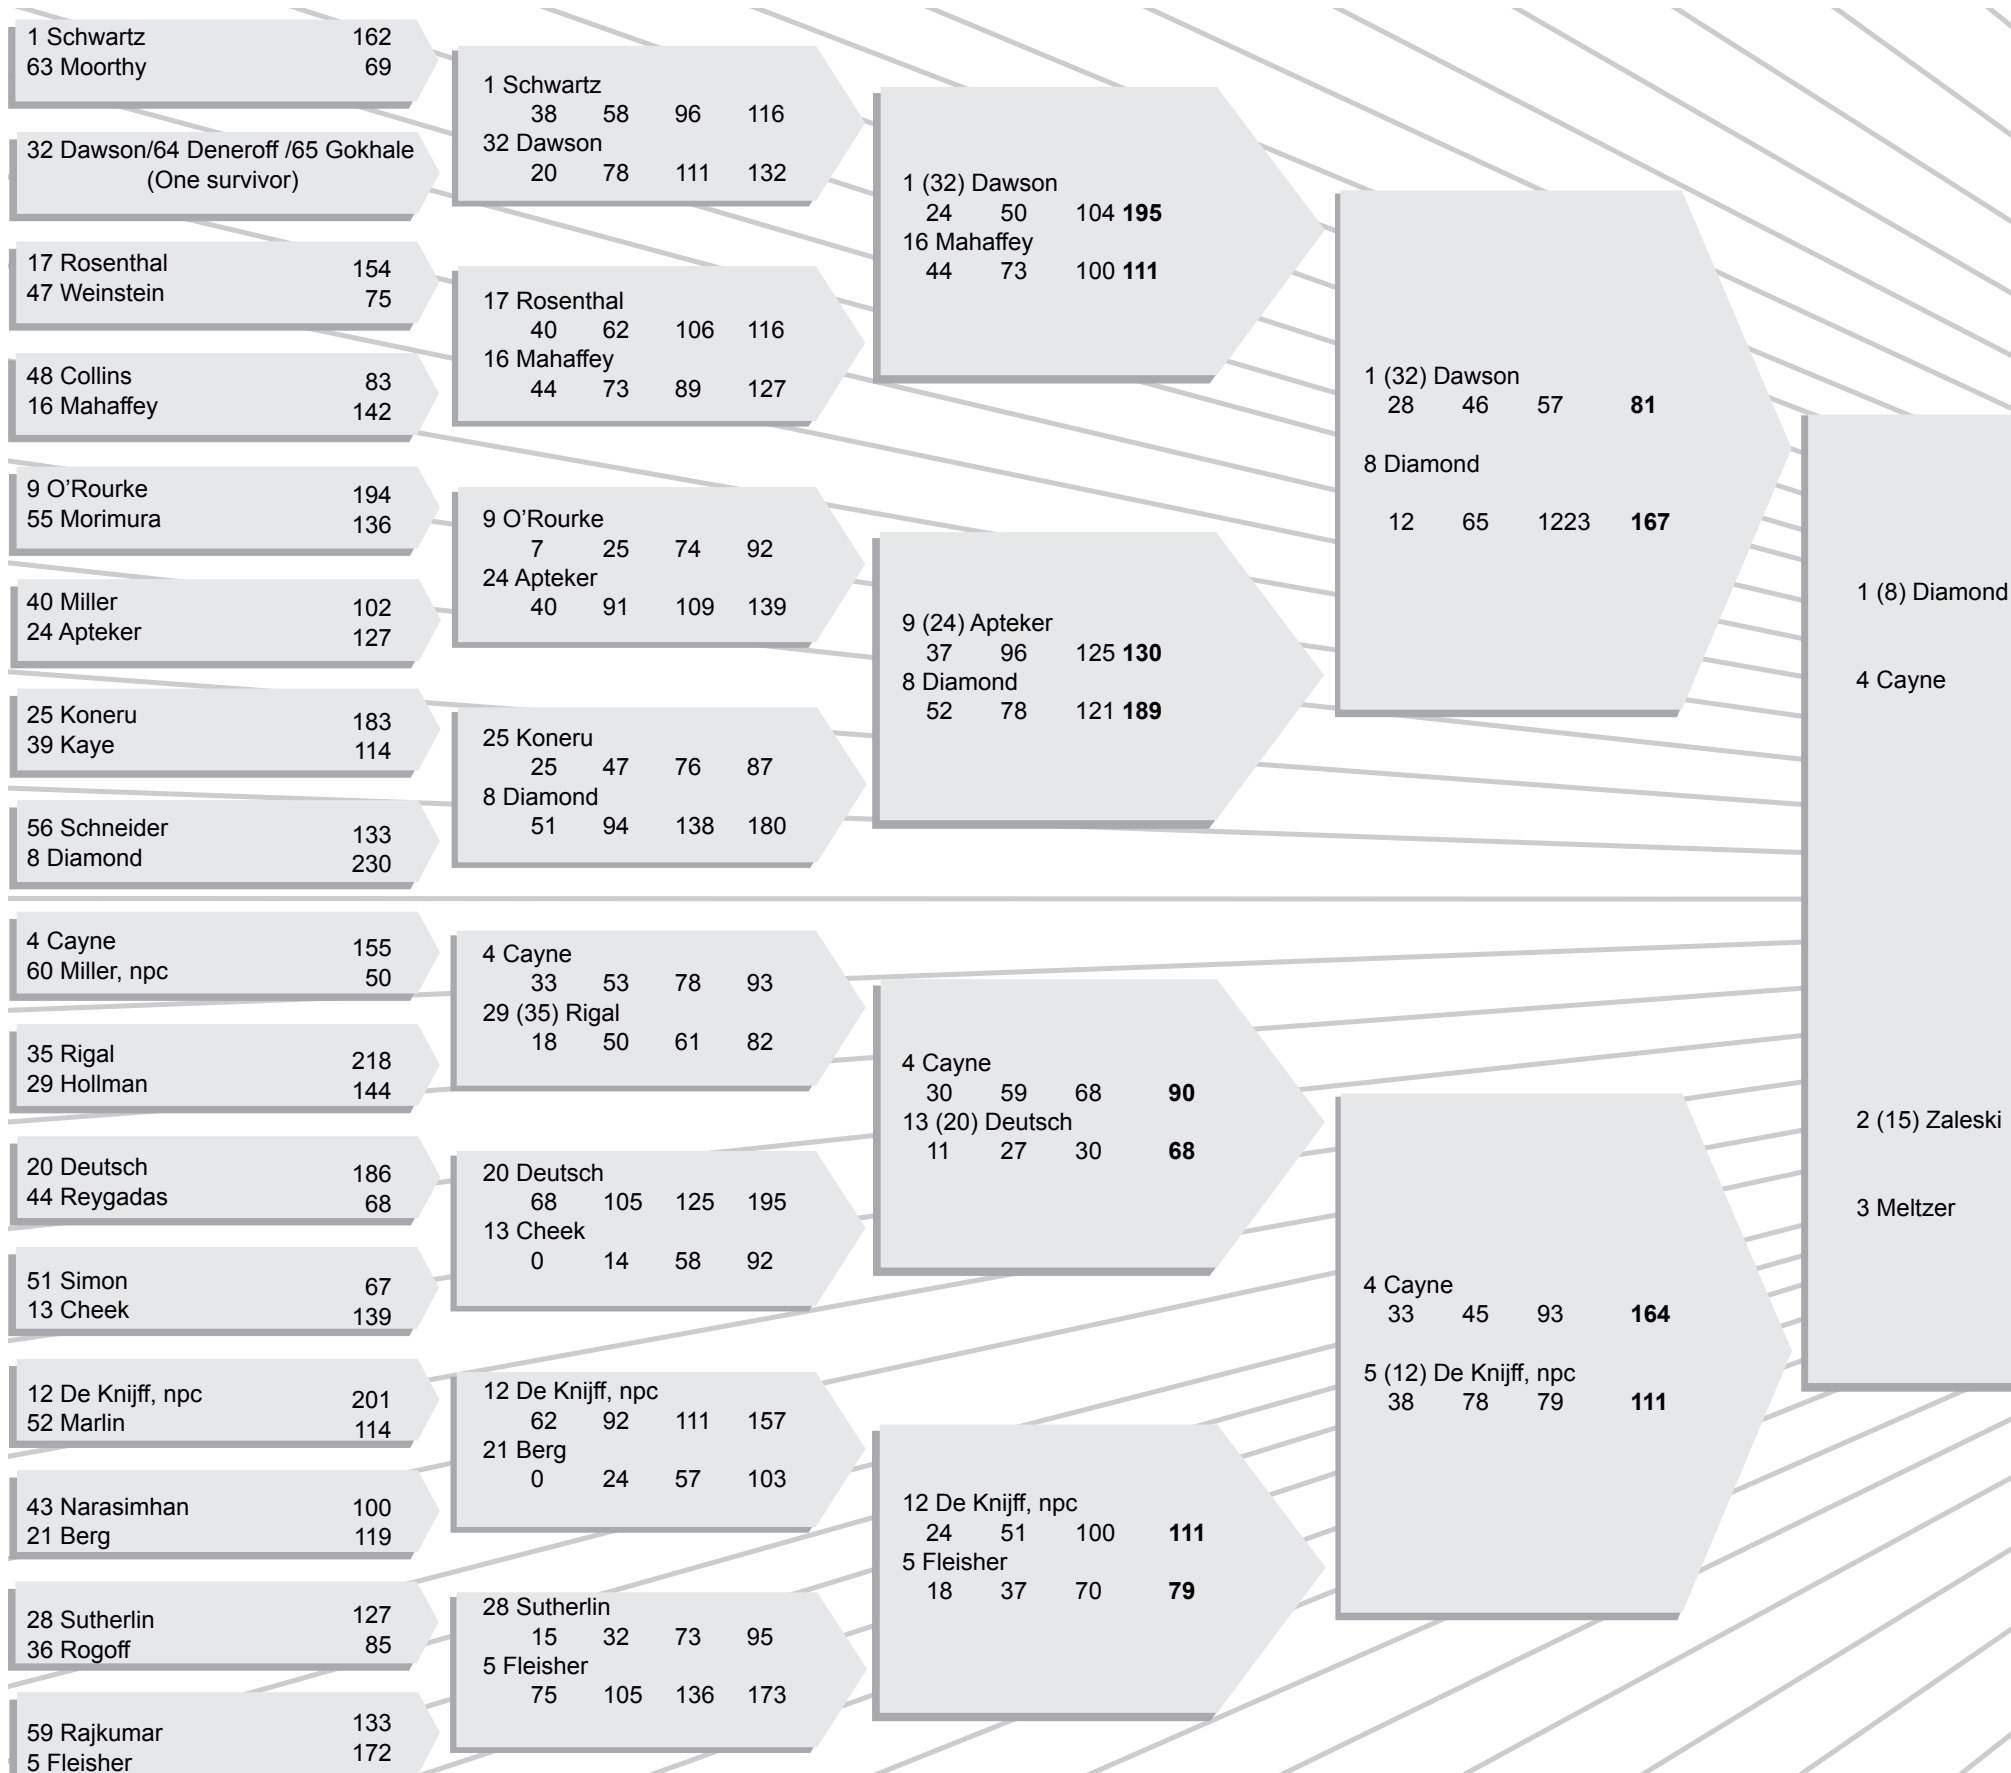 1 Schwartz 162
63 Moorthy 69
32 Dawson/64 Deneroff /65 Gokhale
(One survivor)
17 Rosenthal 154
47 Weinstein 75
48 Collins 83
16 Mahaffey 142
9 O'Rourke 194
55 Morimura 136
40 Miller 102
24 Apteker 127
25 Koneru 183
39 Kaye 114
56 Schneider 133
8 Diamond 230
4 Cayne 155
60 Miller, npc 50
35 Rigal 218
29 Hollman 144
20 Deutsch 186
44 Reygadas 68
51 Simon 67
13 Cheek 139
12 De Knijff, npc 201
52 Marlin 114
43 Narasimhan 100
21 Berg 119
28 Sutherlin 127
36 Rogoff 85
59 Rajkumar 133
5 Fleisher 172
1 Schwartz
38 58 96 116
32 Dawson
20 78 111 132
17 Rosenthal
40 62 106 116
16 Mahaffey
44 73 89 127
9 O'Rourke
7 25 74 92
24 Apteker
40 91 109 139
25 Koneru
25 47 76 87
8 Diamond
51 94 138 180
4 Cayne
33 53 78 93
29 (35) Rigal
18 50 61 82
20 Deutsch
68 105 125 195
13 Cheek
0 14 58 92
12 De Knijff, npc
62 92 111 157
21 Berg
0 24 57 103
28 Sutherlin
15 32 73 95
5 Fleisher
75 105 136 173
1 (32) Dawson
24 50 104 195
16 Mahaffey
44 73 100 111
9 (24) Apteker
37 96 125 130
8 Diamond
52 78 121 189
4 Cayne
30 59 68 90
13 (20) Deutsch
11 27 30 68
12 De Knijff, npc
24 51 100 111
5 Fleisher
18 37 70 79
1 (32) Dawson
28 46 57 81
8 Diamond
12 65 1223 167
4 Cayne
33 45 93 164
5 (12) De Knijff, npc
38 78 79 111
1 (8) Diamond
4 Cayne
2 (15) Zaleski
3 Meltzer